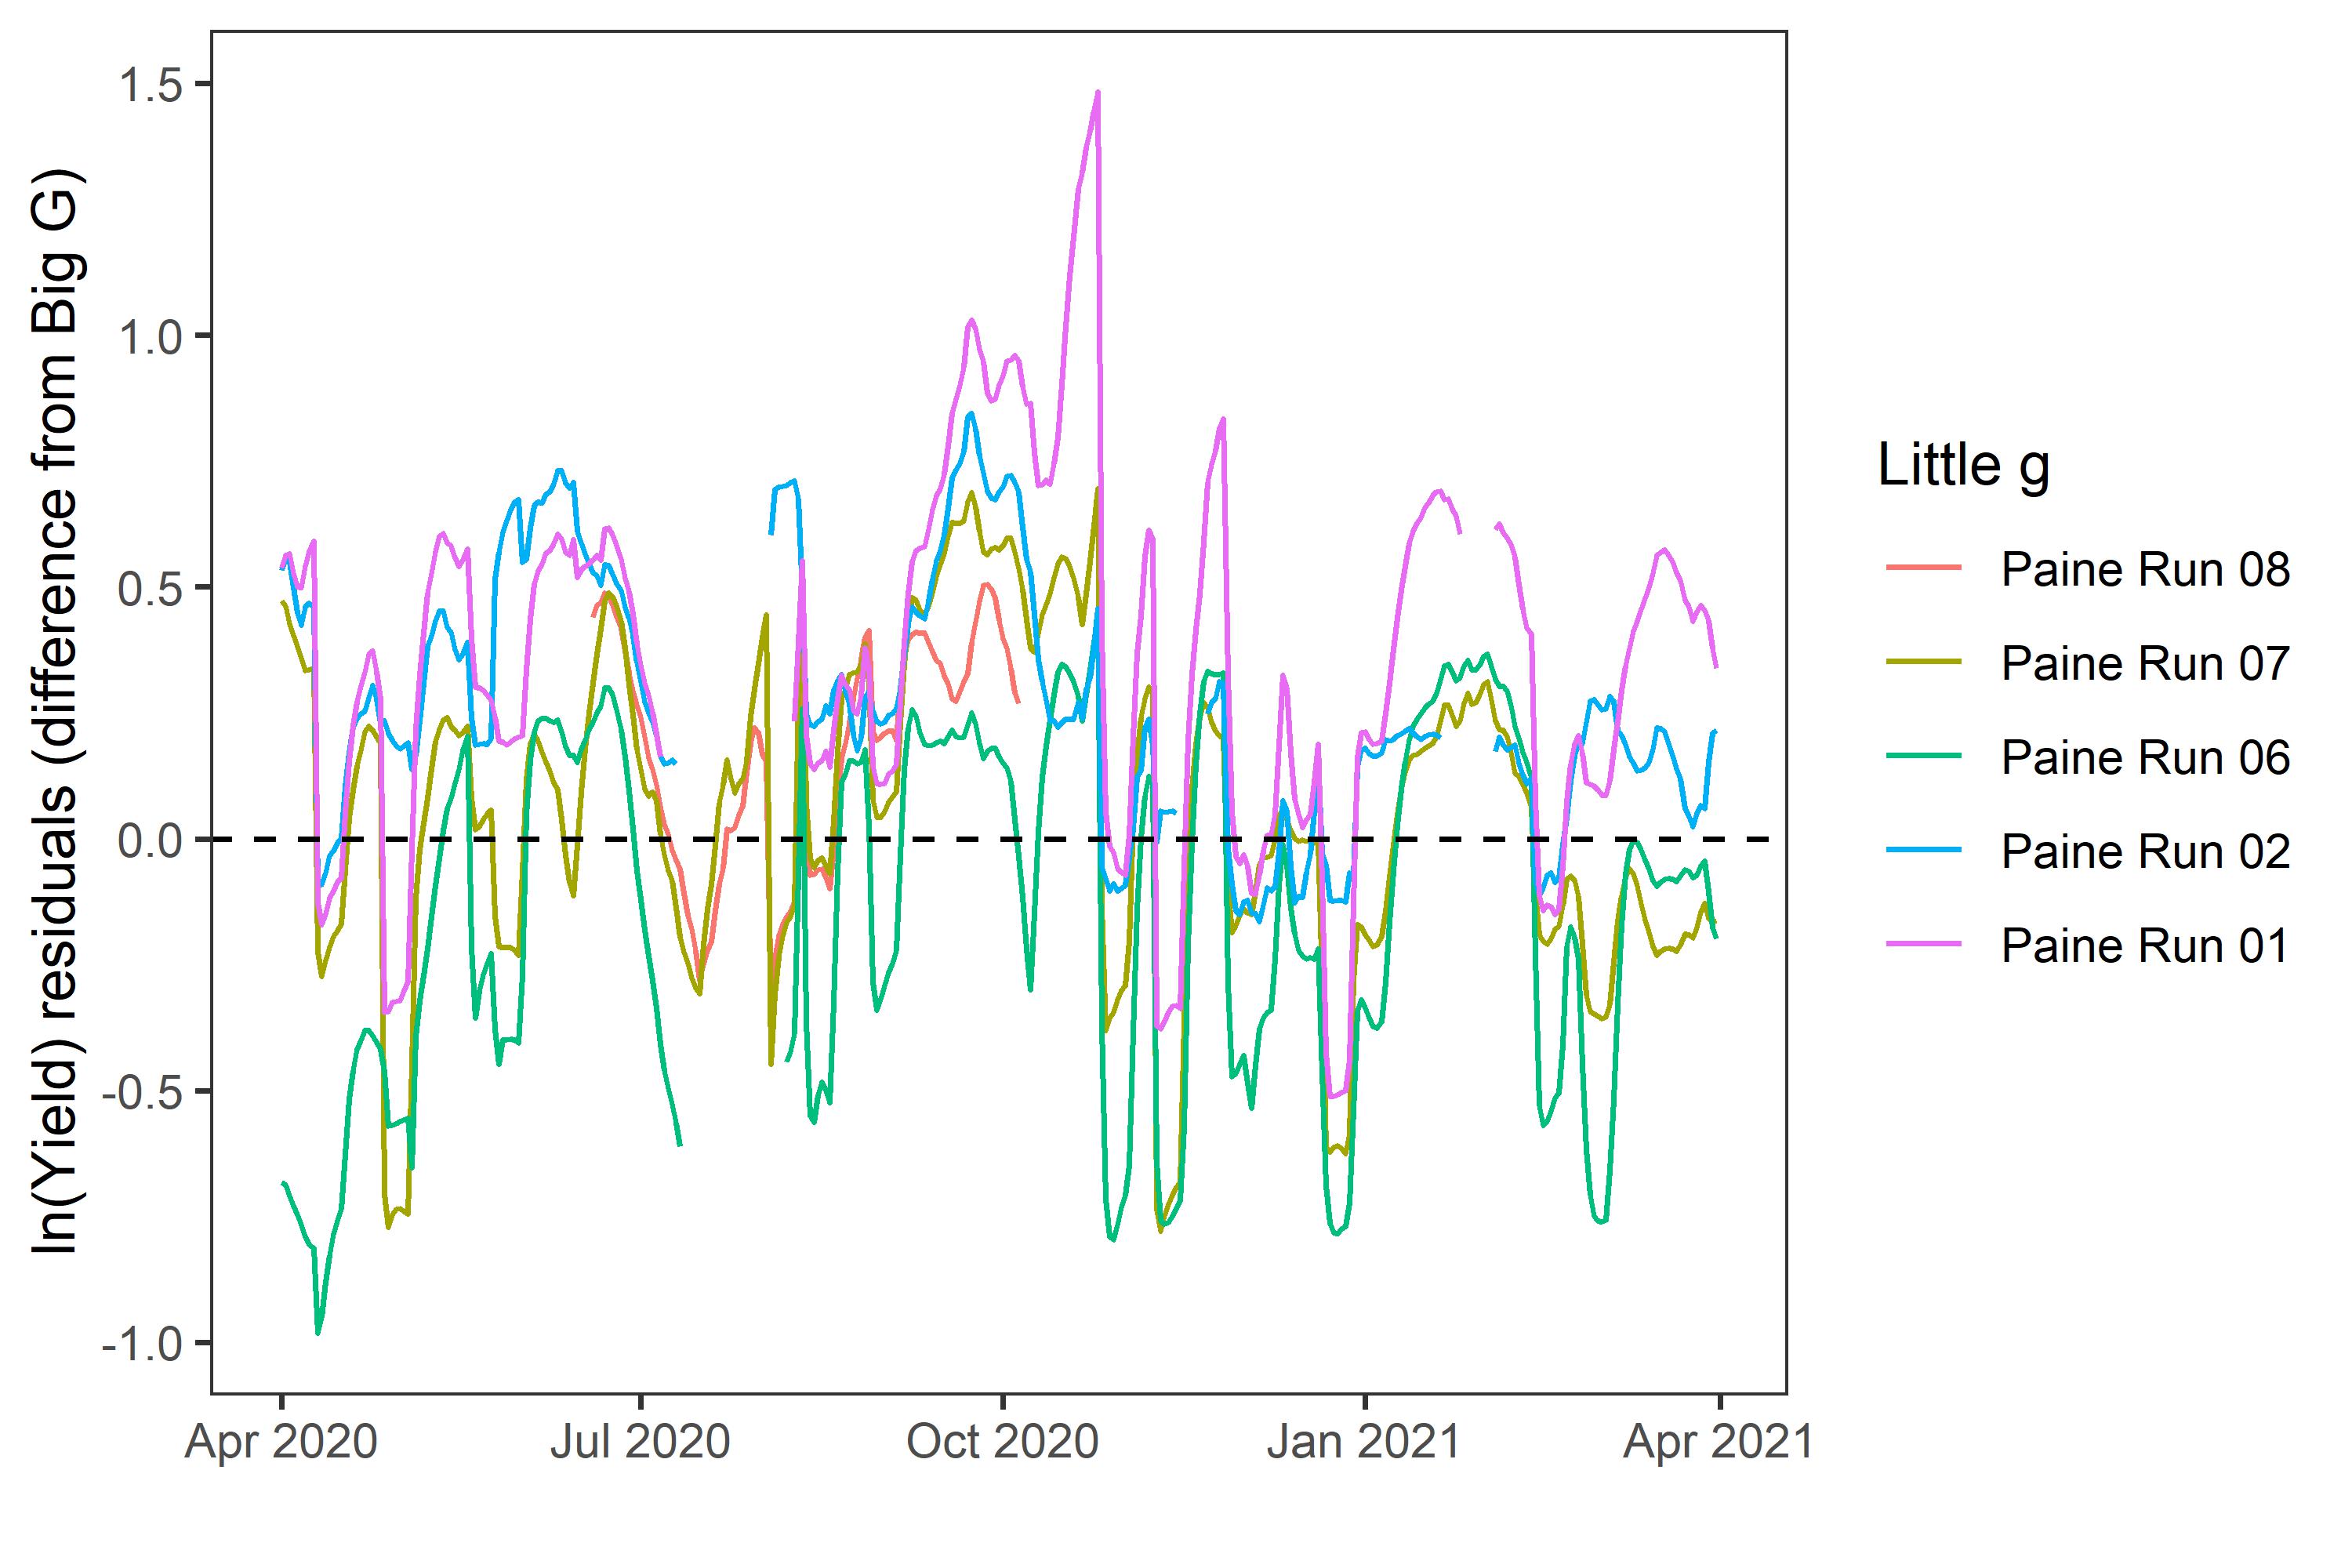 ln(Yield) residuals (difference from Big G)
1.5
1.0
0.5
0.0
-0.5
-1.0
Apr 2020
Jul 2020
Oct 2020
Jan 2021
Apr 2021
Little g
Paine Run 08
Paine Run 07
Paine Run 06
Paine Run 02
Paine Run 01